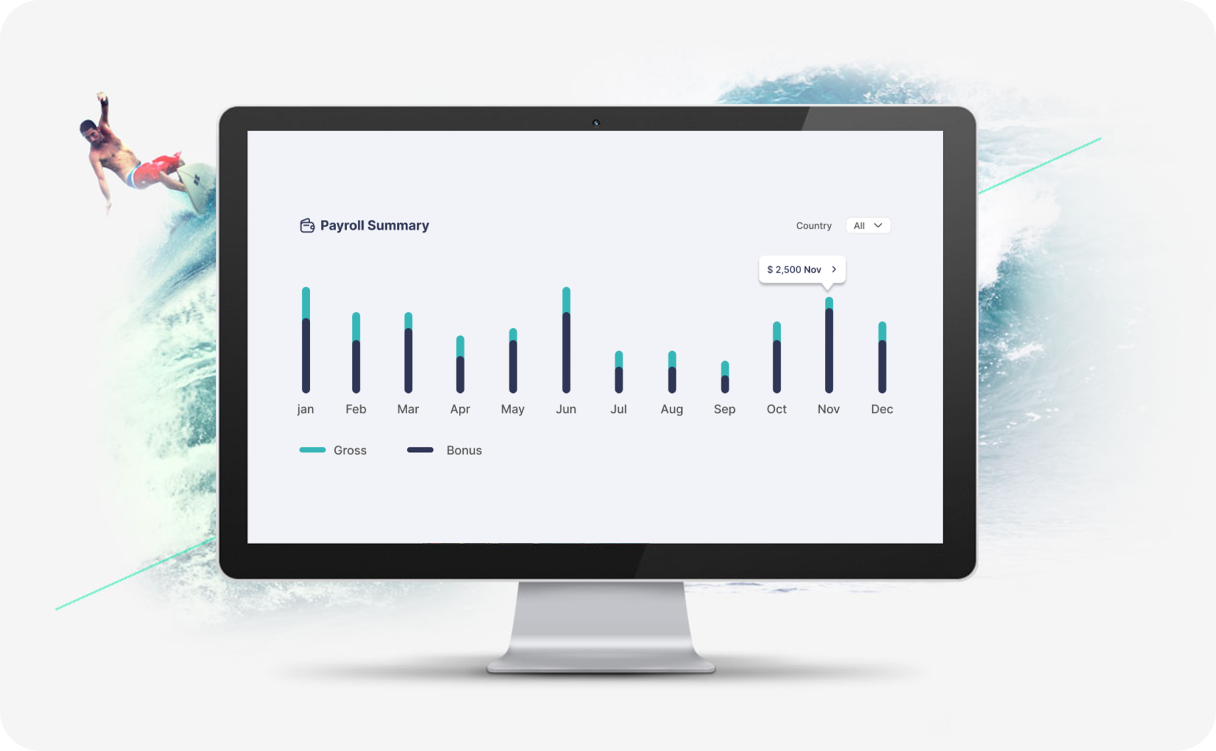 Payroll Summary
Country All
$ 2,500 Nov
jan Feb Mar Apr May Jun Jul Aug Sep Oct Nov Dec
Gross Bonus